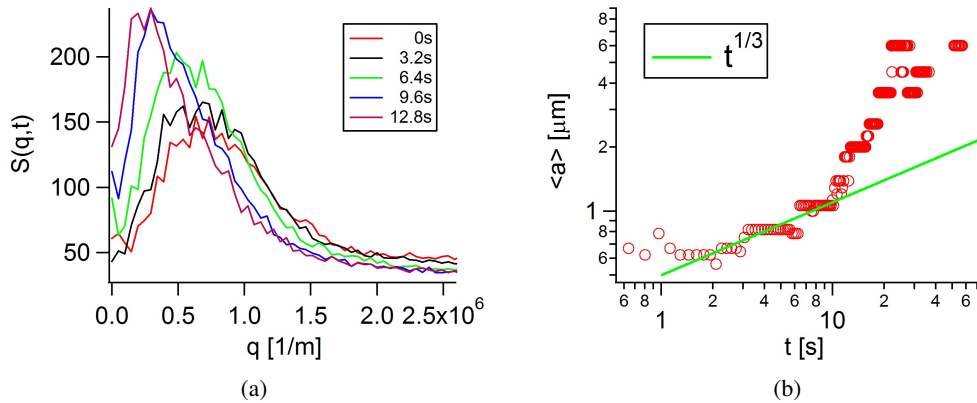 S(q,t)
200
150
100
50
0s
3.2s
6.4s
9.6s
12.8s
0.0 0.5 1.0 1.5 2.0 2.5x10⁶
q [1/m]
(a)
<a> [µm]
8
6
4
2
1
8
6
t^{1/3}
6 8 1 2 4 6 8 10 2 4 6
t [s]
(b)